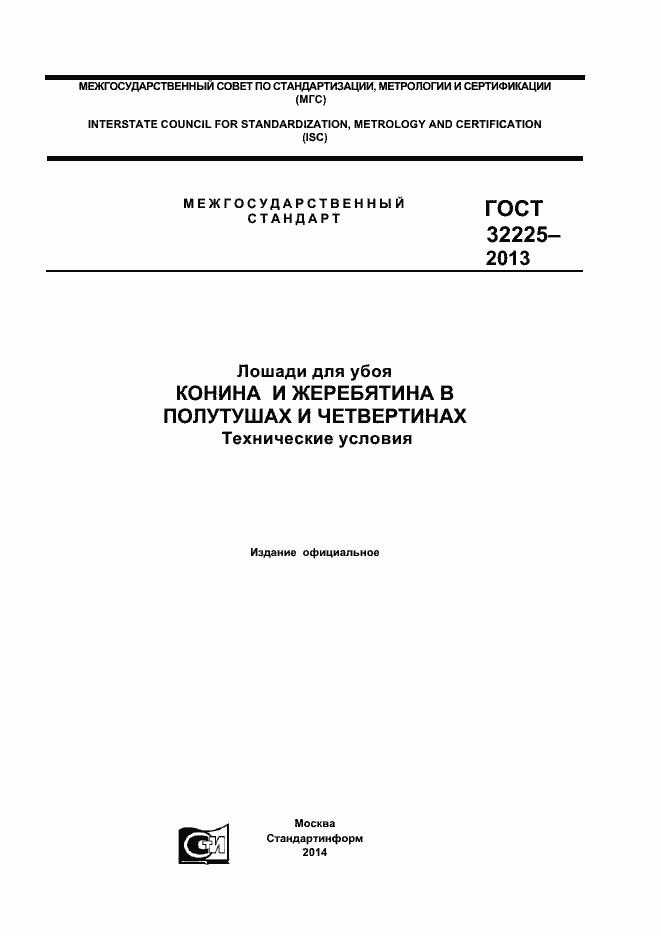 МЕЖГОСУДАРСТВЕННЫЙ СОВЕТ ПО СТАНДАРТИЗАЦИИ, МЕТРОЛОГИИ И СЕРТИФИКАЦИИ
(МГС)
INTERSTATE COUNCIL FOR STANDARDIZATION, METROLOGY AND CERTIFICATION
(ISC)
МЕЖГОСУДАРСТВЕННЫЙ
СТАНДАРТ
ГОСТ
32225–
2013
Лошади для убоя
КОНИНА И ЖЕРЕБЯТИНА В
ПОЛУТУШАХ И ЧЕТВЕРТИНАХ
Технические условия
Издание официальное
Москва
Стандартинформ
2014
Сти